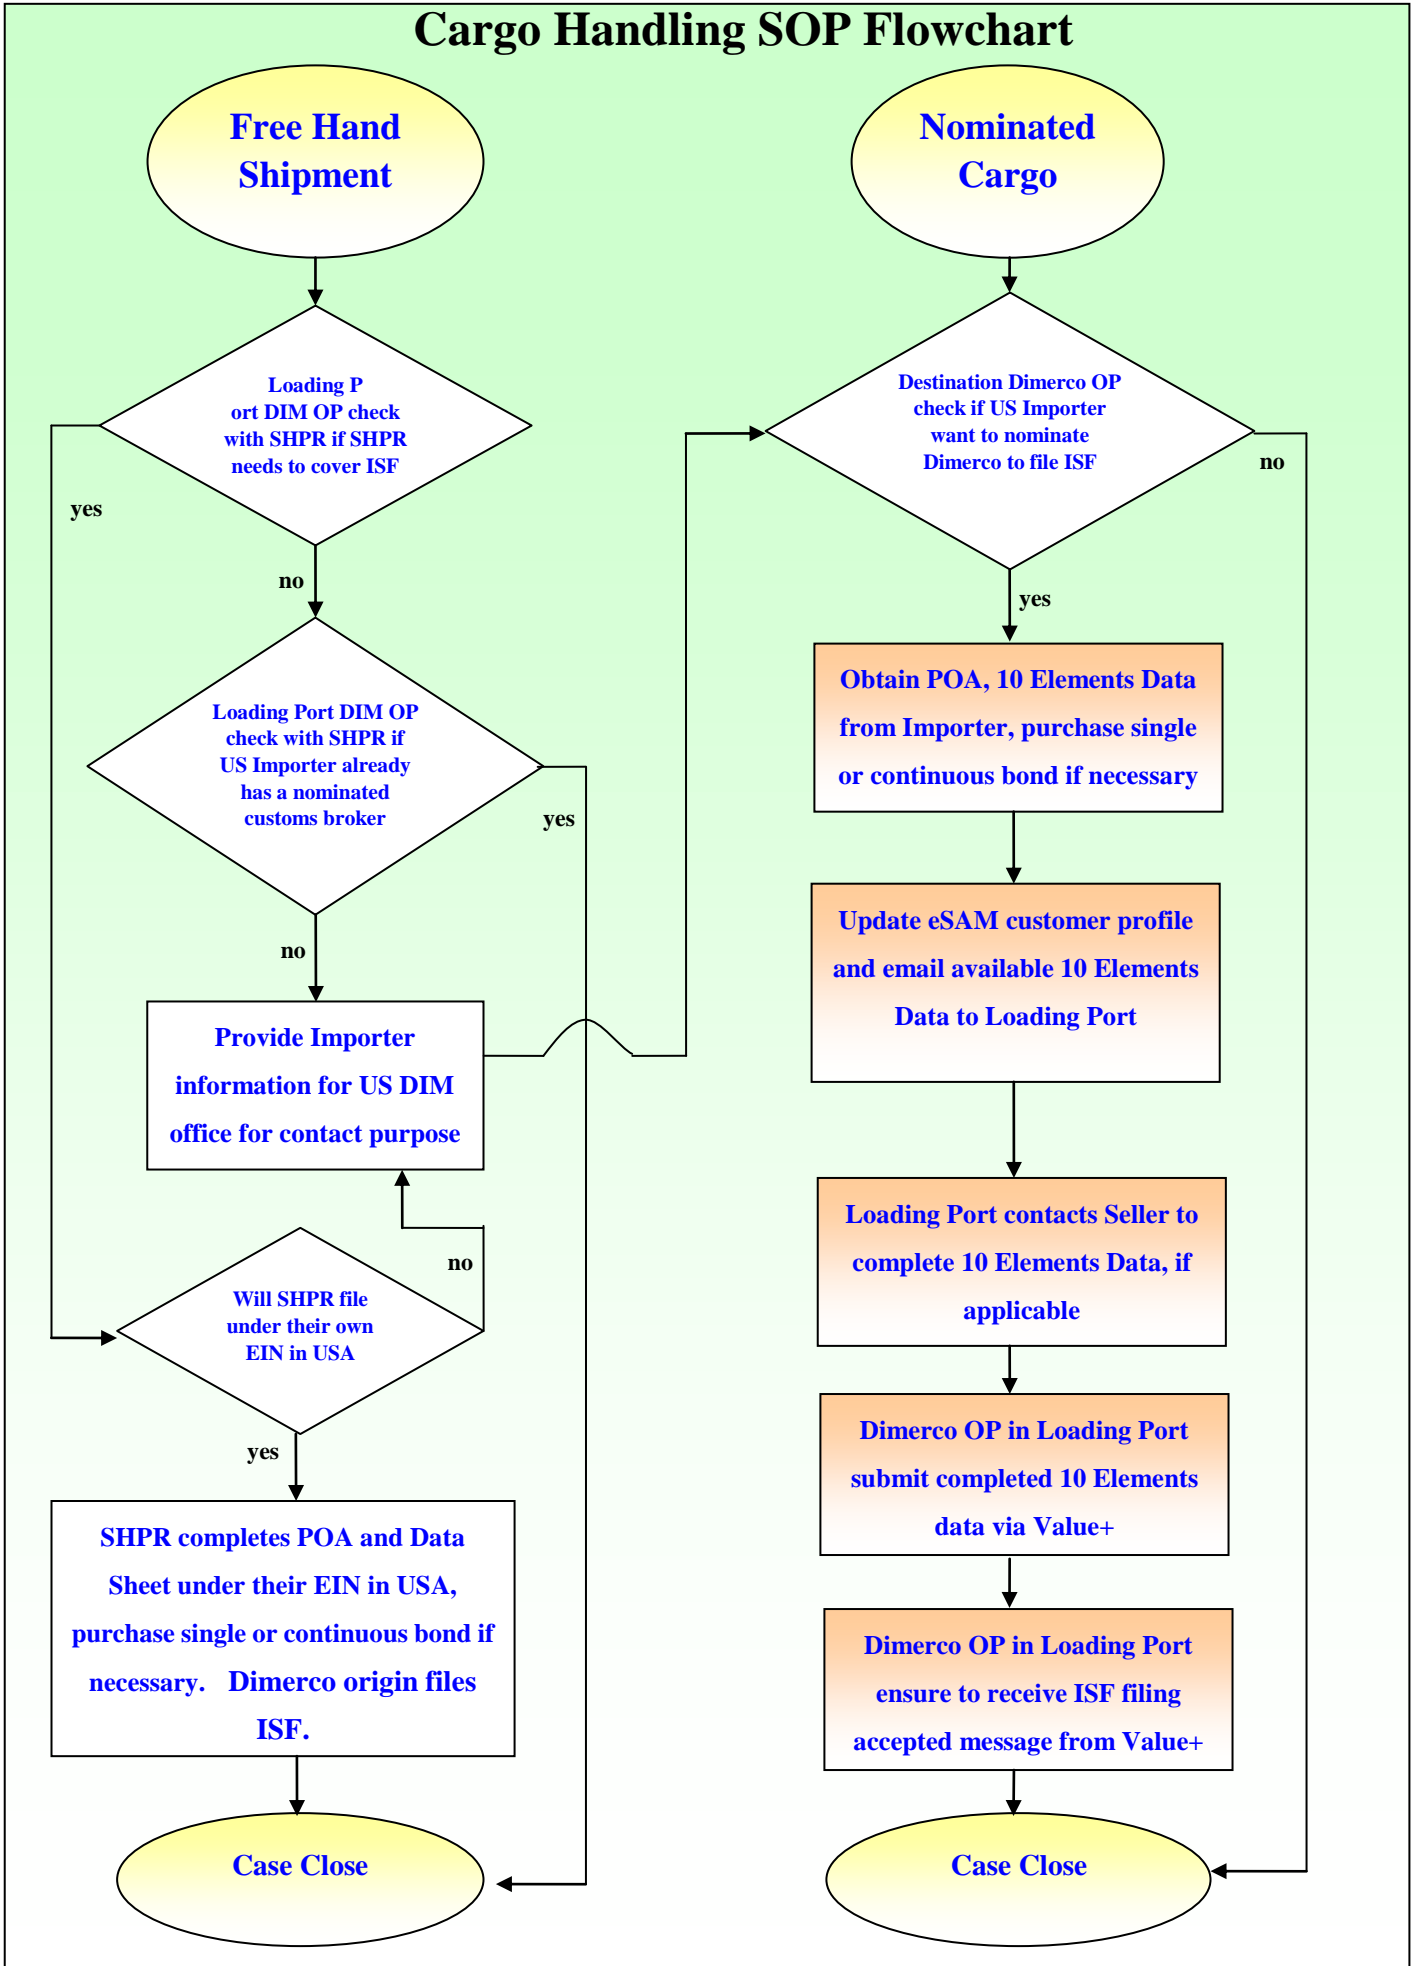 Cargo Handling SOP Flowchart
Free Hand
Shipment
Loading P
ort DIM OP check
with SHPR if SHPR
needs to cover ISF
yes
no
Loading Port DIM OP
check with SHPR if
US Importer already
has a nominated
customs broker
yes
no
Provide Importer
information for US DIM
office for contact purpose
no
Will SHPR file
under their own
EIN in USA
yes
SHPR completes POA and Data
Sheet under their EIN in USA,
purchase single or continuous bond if
necessary. Dimerco origin files
ISF.
Case Close
Nominated
Cargo
Destination Dimerco OP
check if US Importer
want to nominate
Dimerco to file ISF
no
yes
Obtain POA, 10 Elements Data
from Importer, purchase single
or continuous bond if necessary
Update eSAM customer profile
and email available 10 Elements
Data to Loading Port
Loading Port contacts Seller to
complete 10 Elements Data, if
applicable
Dimerco OP in Loading Port
submit completed 10 Elements
data via Value+
Dimerco OP in Loading Port
ensure to receive ISF filing
accepted message from Value+
Case Close